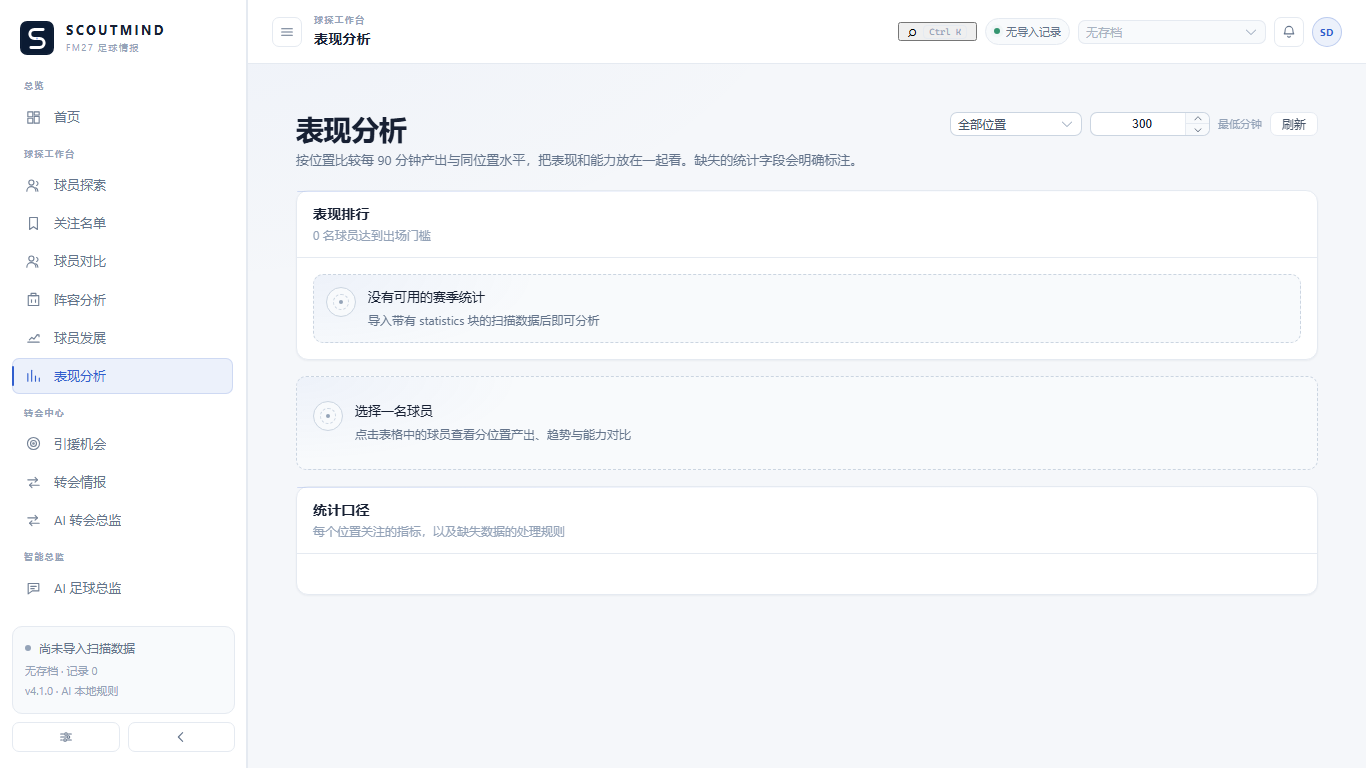 SCOUTMIND
FM27 足球情报
总览
首页
球探工作台
球员探索
关注名单
球员对比
阵容分析
球员发展
表现分析
转会中心
引援机会
转会情报
AI 转会总监
智能总监
AI 足球总监
尚未导入扫描数据
无存档 · 记录 0
v4.1.0 · AI 本地规则
球探工作台
表现分析
Ctrl K
无导入记录
无存档
SD
表现分析
按位置比较每 90 分钟产出与同位置水平，把表现和能力放在一起看。缺失的统计字段会明确标注。
全部位置
300
最低分钟
刷新
表现排行
0 名球员达到出场门槛
没有可用的赛季统计
导入带有 statistics 块的扫描数据后即可分析
选择一名球员
点击表格中的球员查看分位置产出、趋势与能力对比
统计口径
每个位置关注的指标，以及缺失数据的处理规则